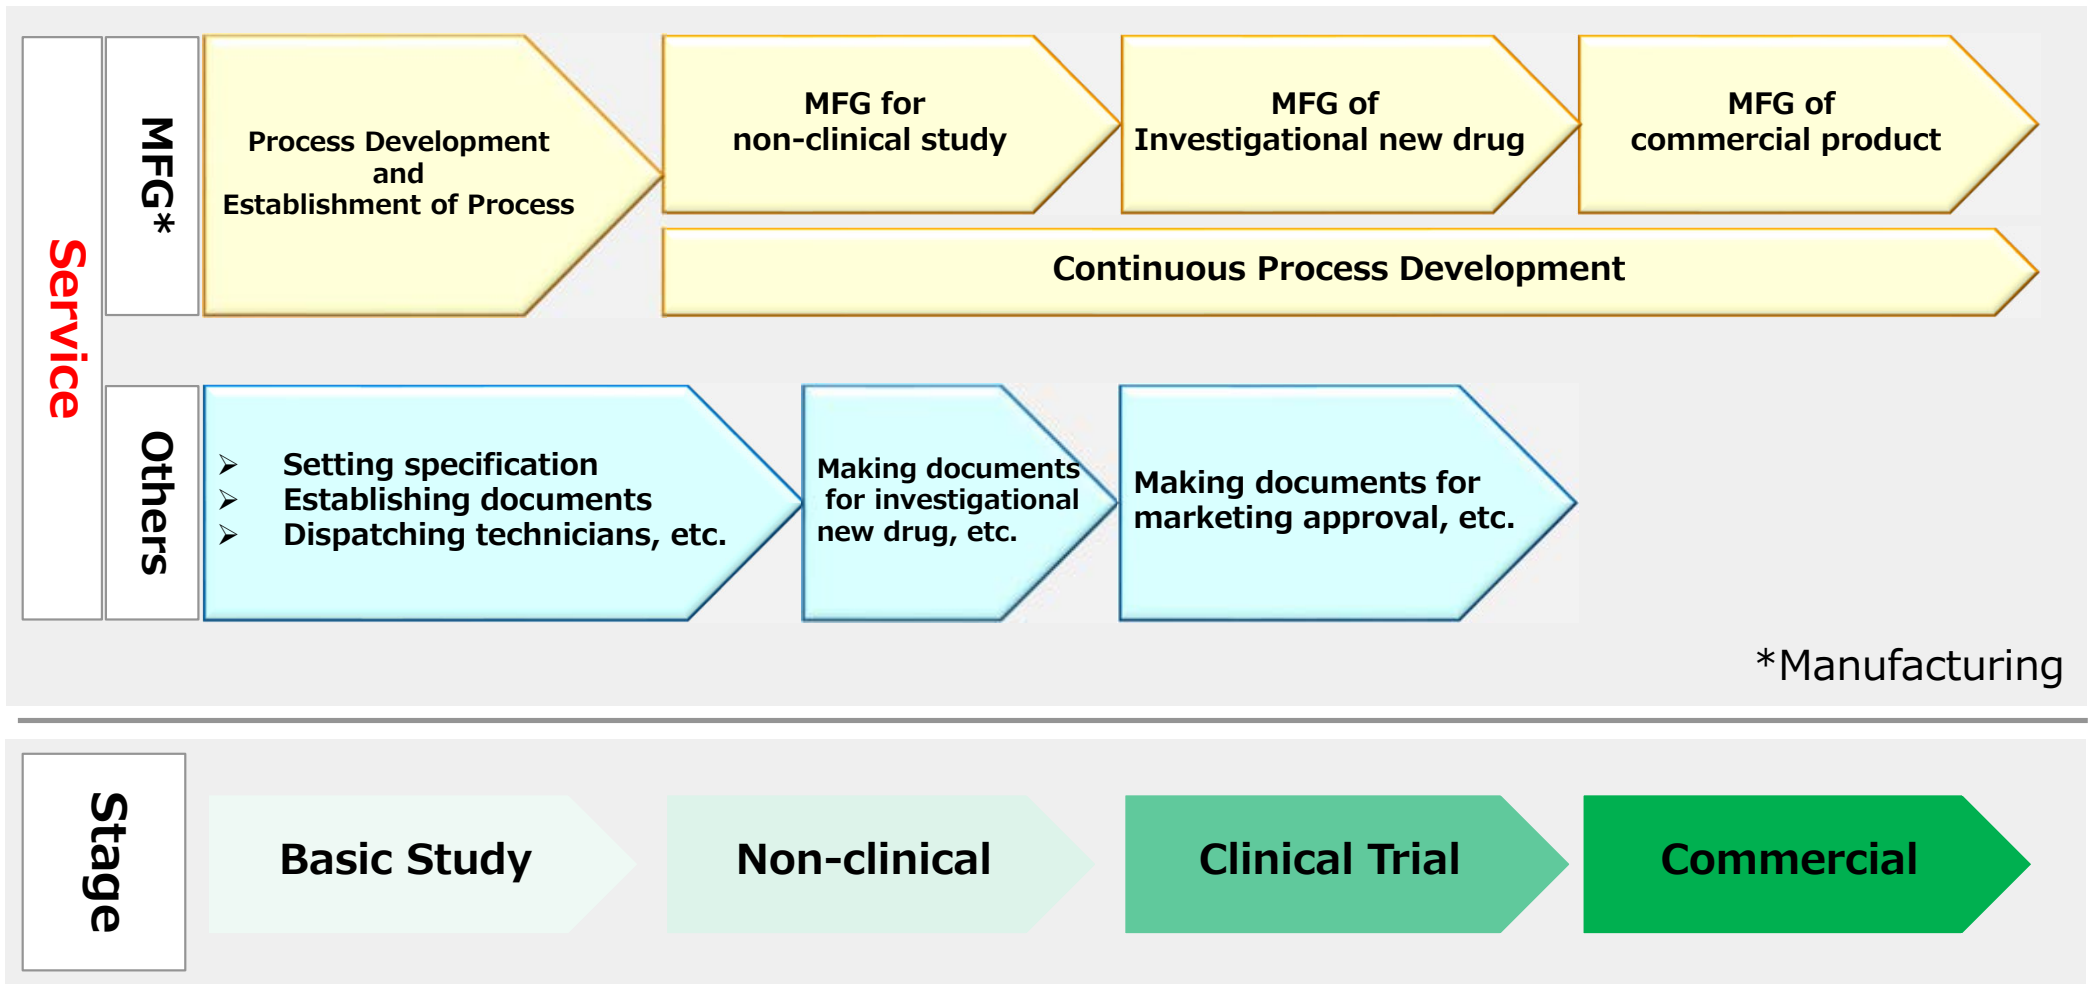 Service
MFG*
Process Development
and
Establishment of Process
MFG for
non-clinical study
MFG of
Investigational new drug
MFG of
commercial product
Continuous Process Development
Others
➢ Setting specification
➢ Establishing documents
➢ Dispatching technicians, etc.
Making documents
for investigational
new drug, etc.
Making documents for
marketing approval, etc.
*Manufacturing
Stage
Basic Study
Non-clinical
Clinical Trial
Commercial